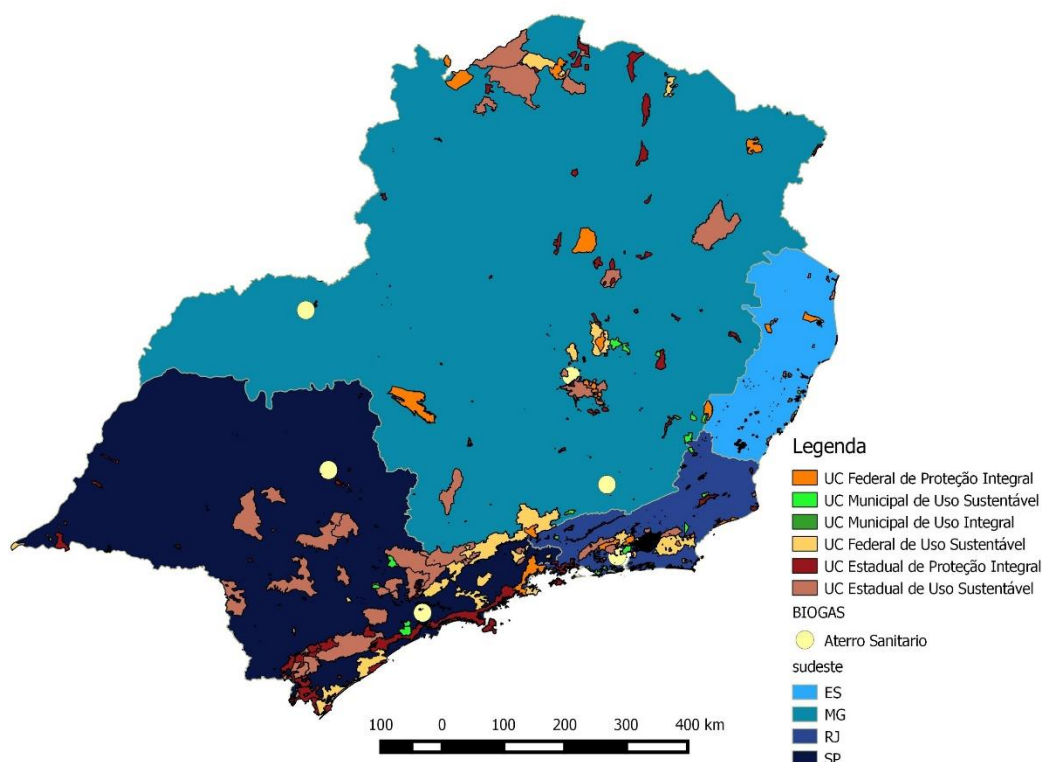 Legenda
UC Federal de Proteção Integral
UC Municipal de Uso Sustentável
UC Municipal de Uso Integral
UC Federal de Uso Sustentável
UC Estadual de Proteção Integral
UC Estadual de Uso Sustentável
BIOGAS
Aterro Sanitario
sudeste
ES
MG
RJ
SP
100 0 100 200 300 400 km